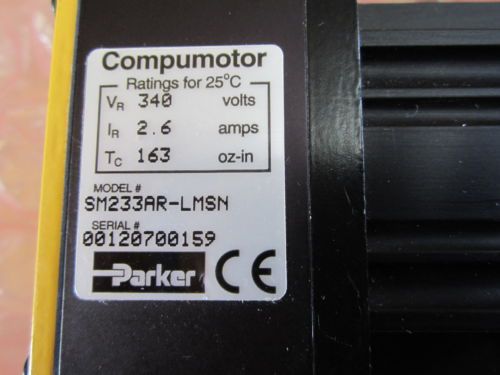 Compumotor
Ratings for 25°C
VR 340 volts
IR 2.6 amps
TC 163 oz-in
MODEL #
SM233AR-LMSN
SERIAL #
00120700159
Parker CE